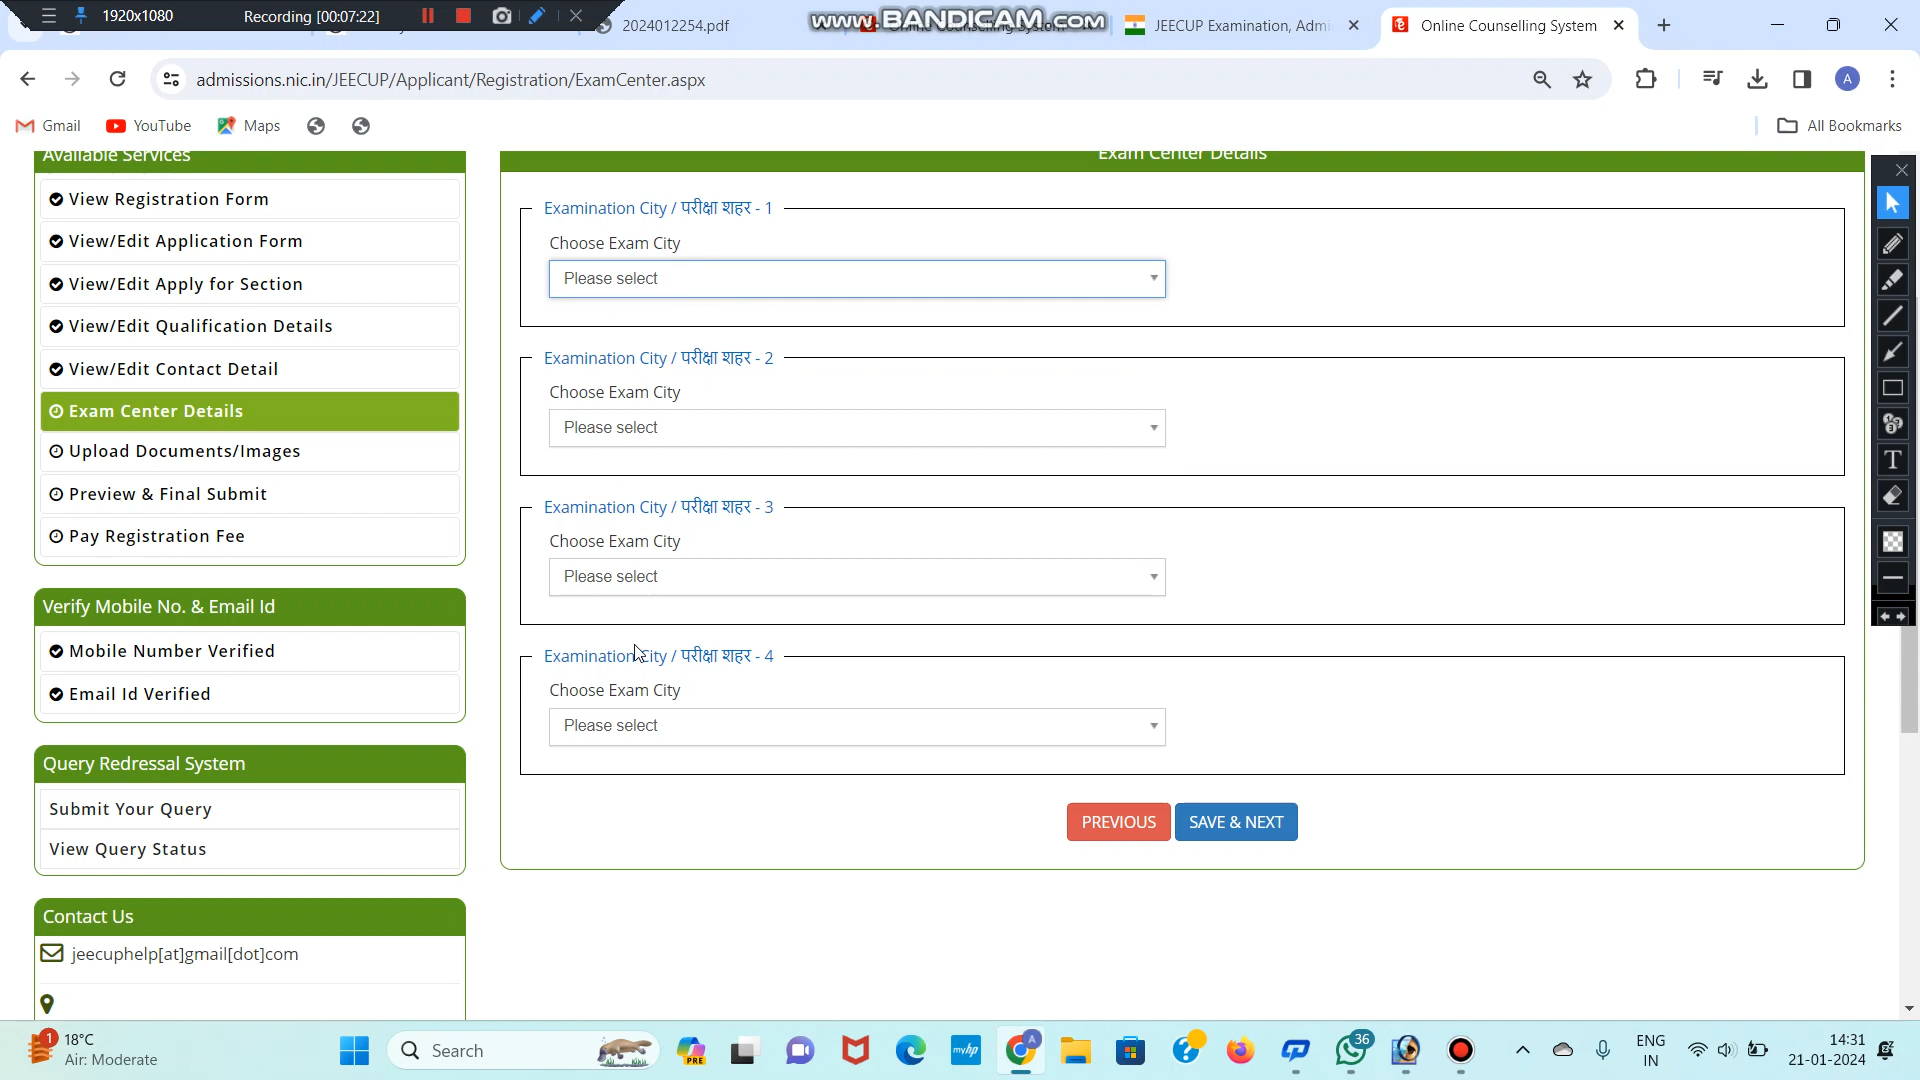 1920x1080
Recording [00:07:22]
2024012254.pdf
WWW.BANDICAM.COM
JEECUP Examination, Admi
Online Counselling System
admissions.nic.in/JEECUP/Applicant/Registration/ExamCenter.aspx
A
Gmail
YouTube
Maps
All Bookmarks
Available Services
View Registration Form
View/Edit Application Form
View/Edit Apply for Section
View/Edit Qualification Details
View/Edit Contact Detail
Exam Center Details
Upload Documents/Images
Preview & Final Submit
Pay Registration Fee
Verify Mobile No. & Email Id
Mobile Number Verified
Email Id Verified
Query Redressal System
Submit Your Query
View Query Status
Contact Us
jeecuphelp[at]gmail[dot]com
Exam Center Details
Examination City / परीक्षा शहर - 1
Choose Exam City
Please select
Examination City / परीक्षा शहर - 2
Choose Exam City
Please select
Examination City / परीक्षा शहर - 3
Choose Exam City
Please select
Examination City / परीक्षा शहर - 4
Choose Exam City
Please select
PREVIOUS
SAVE & NEXT
T
1
18°C
Air: Moderate
Search
PRE
myhp
A
36
ENG
IN
14:31
21-01-2024